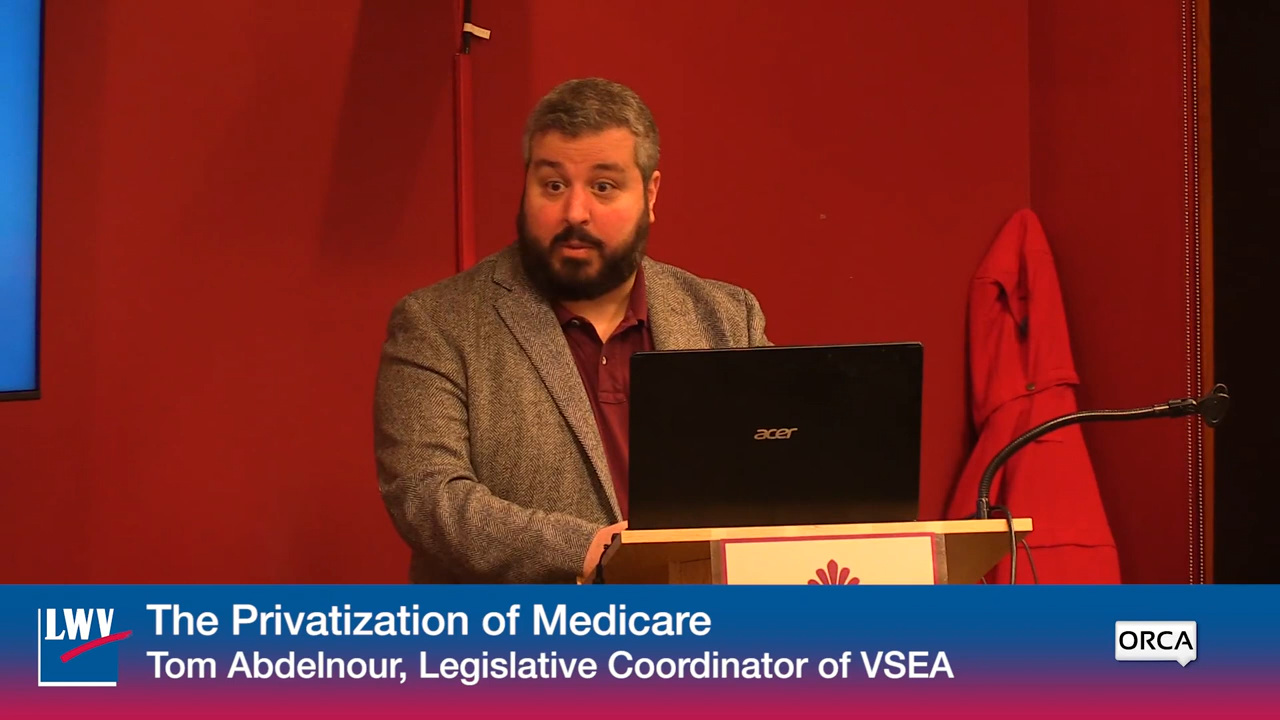 acer
LWV
The Privatization of Medicare
Tom Abdelnour, Legislative Coordinator of VSEA
ORCA